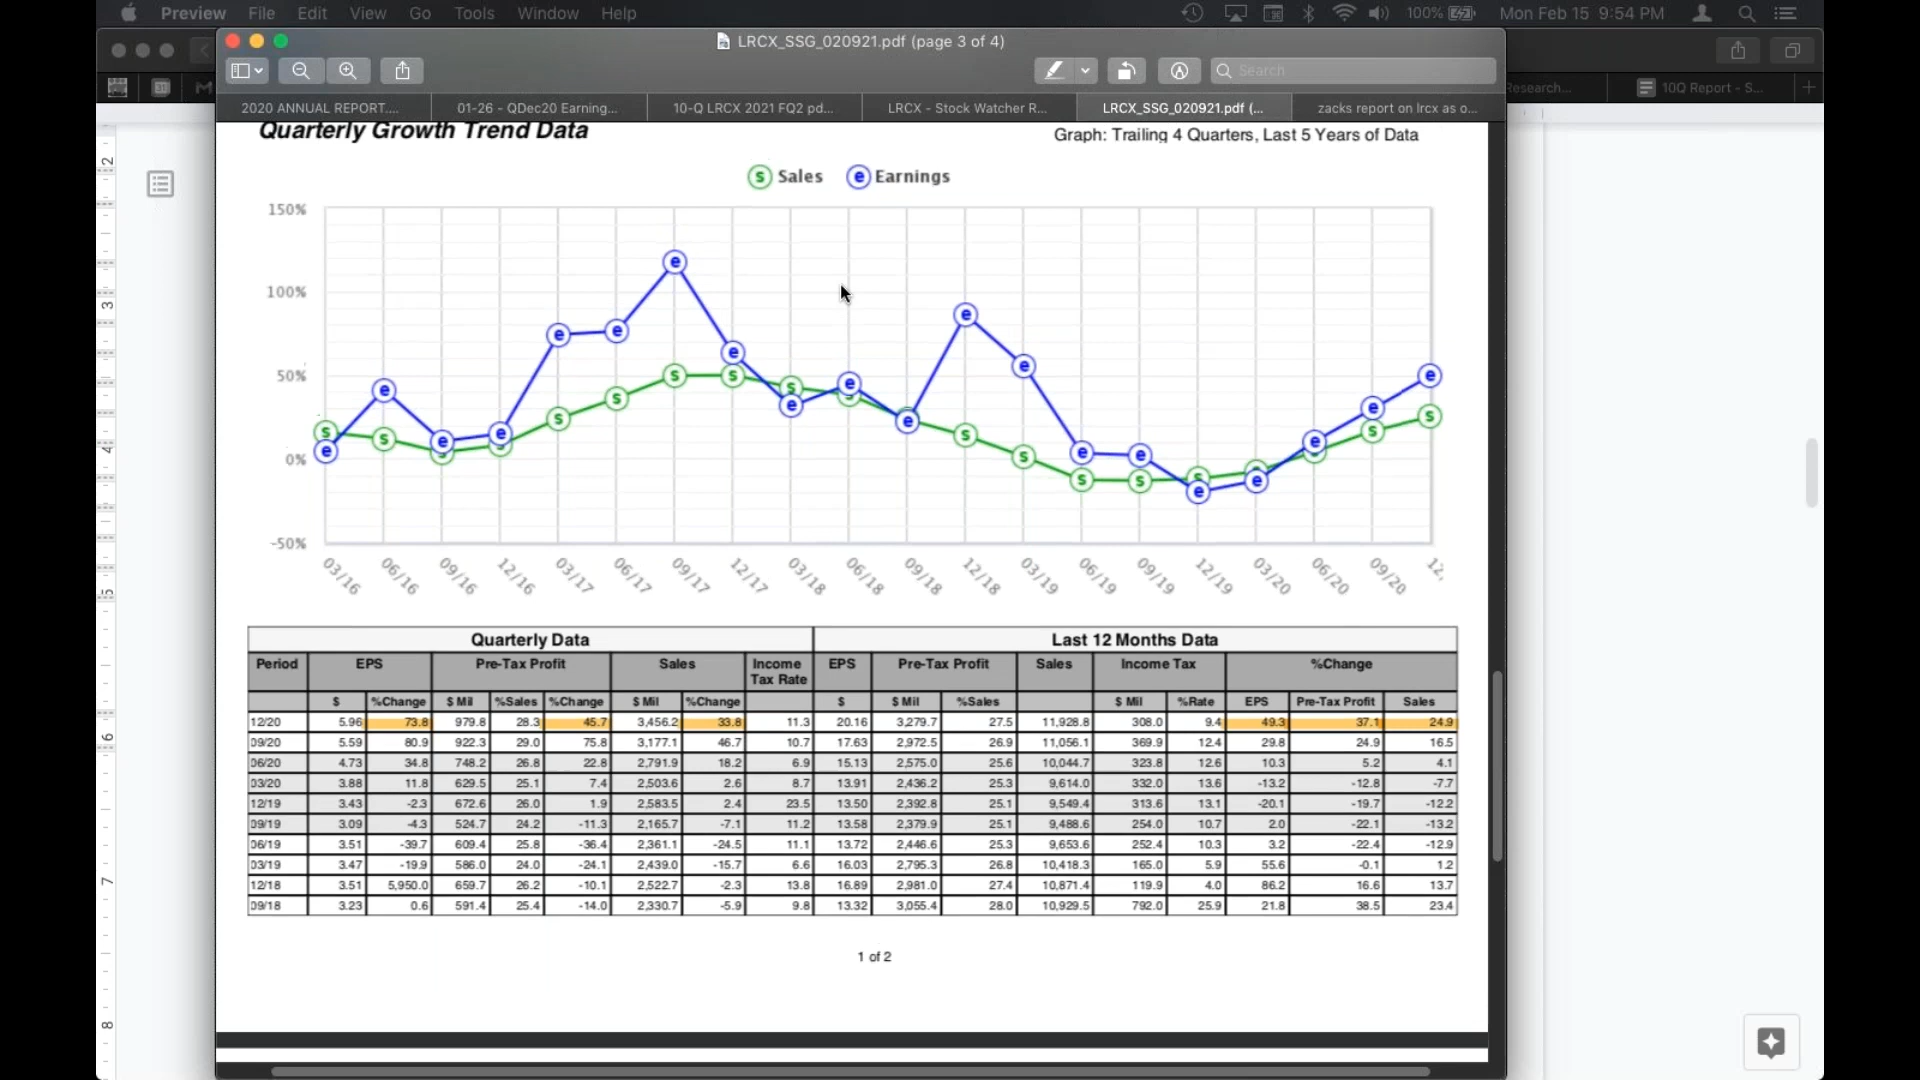 Preview File Edit View Go Tools Window Help 100% Mon Feb 15 9:54 PM
LRCX_SSG_020921.pdf (page 3 of 4)
Search
2020 ANNUAL REPORT.... 01-26 - QDec20 Earning... 10-Q LRCX 2021 FQ2 pd... LRCX - Stock Watcher R... LRCX_SSG_020921.pdf (... zacks report on lrcx as o...
Research... 10Q Report - S...
Quarterly Growth Trend Data Graph: Trailing 4 Quarters, Last 5 Years of Data
S Sales e Earnings
150%
100%
50%
0%
-50%
03/16 06/16 09/16 12/16 03/17 06/17 09/17 12/17 03/18 06/18 09/18 12/18 03/19 06/19 09/19 12/19 03/20 06/20 09/20 12,
Quarterly Data Last 12 Months Data
Period EPS Pre-Tax Profit Sales Income Tax Rate EPS Pre-Tax Profit Sales Income Tax %Change
$ %Change $ Mil %Sales %Change $ Mil %Change $ $ Mil %Sales $ Mil %Rate EPS Pre-Tax Profit Sales
12/20 5.96 73.8 979.8 28.3 45.7 3,456.2 33.8 11.3 20.16 3,279.7 27.5 11,928.8 308.0 9.4 49.3 37.1 24.9
09/20 5.59 80.9 922.3 29.0 75.8 3,177.1 46.7 10.7 17.63 2,972.5 26.9 11,056.1 369.9 12.4 29.8 24.9 16.5
06/20 4.73 34.8 748.2 26.8 22.8 2,791.9 18.2 6.9 15.13 2,575.0 25.6 10,044.7 323.8 12.6 10.3 5.2 4.1
03/20 3.88 11.8 629.5 25.1 7.4 2,503.6 2.6 8.7 13.91 2,436.2 25.3 9,614.0 332.0 13.6 -13.2 -12.8 -7.7
12/19 3.43 -2.3 672.6 26.0 1.9 2,583.5 2.4 23.5 13.50 2,392.8 25.1 9,549.4 313.6 13.1 -20.1 -19.7 -12.2
09/19 3.09 -4.3 524.7 24.2 -11.3 2,165.7 -7.1 11.2 13.58 2,379.9 25.1 9,488.6 254.0 10.7 2.0 -22.1 -13.2
06/19 3.51 -39.7 609.4 25.8 -36.4 2,361.1 -24.5 11.1 13.72 2,446.6 25.3 9,653.6 252.4 10.3 3.2 -22.4 -12.9
03/19 3.47 -19.9 586.0 24.0 -24.1 2,439.0 -15.7 6.6 16.03 2,795.3 26.8 10,418.3 165.0 5.9 55.6 -0.1 1.2
12/18 3.51 5,950.0 659.7 26.2 -10.1 2,522.7 -2.3 13.8 16.89 2,981.0 27.4 10,871.4 119.9 4.0 86.2 16.6 13.7
09/18 3.23 0.6 591.4 25.4 -14.0 2,330.7 -5.9 9.8 13.32 3,055.4 28.0 10,929.5 792.0 25.9 21.8 38.5 23.4
1 of 2
2
3
4
5
6
7
8